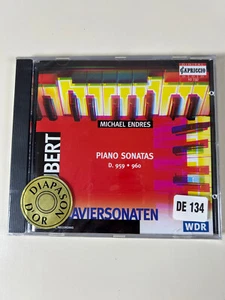 CAPRICCIO
MICHAEL ENDRES
PIANO SONATAS
D. 959 • 960
BERT
DIAPASON
D'OR
AVIERSONATEN
DE 134
WDR